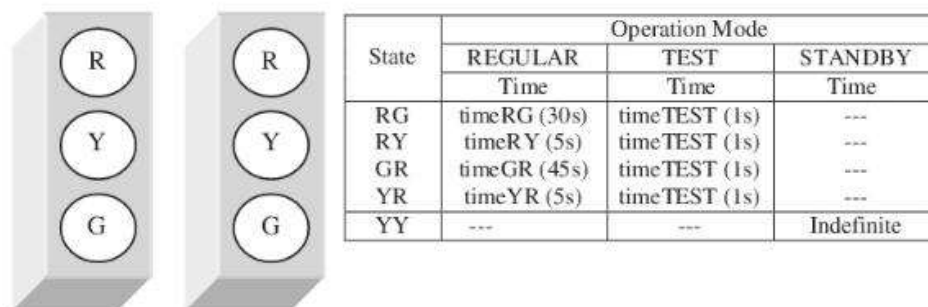 R R
Y Y
G G
Operation Mode
State REGULAR TEST STANDBY
Time Time Time
RG timeRG (30s) timeTEST (1s) ---
RY timeRY (5s) timeTEST (1s) ---
GR timeGR (45s) timeTEST (1s) ---
YR timeYR (5s) timeTEST (1s) ---
YY --- --- Indefinite